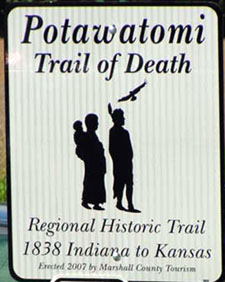 Potawatomi
Trail of Death
Regional Historic Trail
1838 Indiana to Kansas
Erected 2007 by Marshall County Tourism